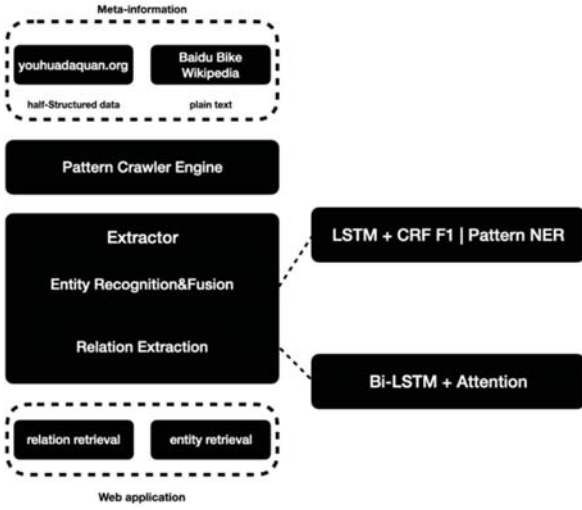 Meta-information
youhuadaquan.org
Baidu Bike
Wikipedia
half-Structured data
plain text
Pattern Crawler Engine
Extractor
Entity Recognition&Fusion
Relation Extraction
LSTM + CRF F1 | Pattern NER
Bi-LSTM + Attention
relation retrieval
entity retrieval
Web application